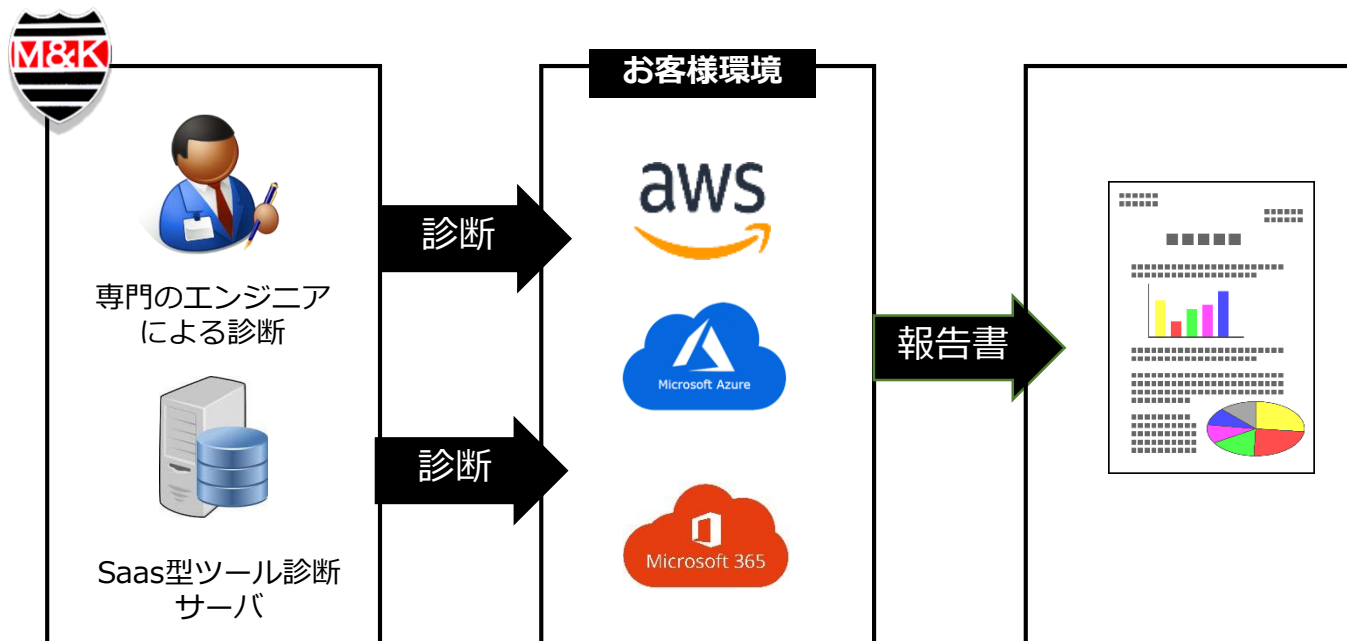 M&K
専門のエンジニア
による診断
Saas型ツール診断
サーバ
診断
診断
お客様環境
aws
Microsoft Azure
Microsoft 365
報告書